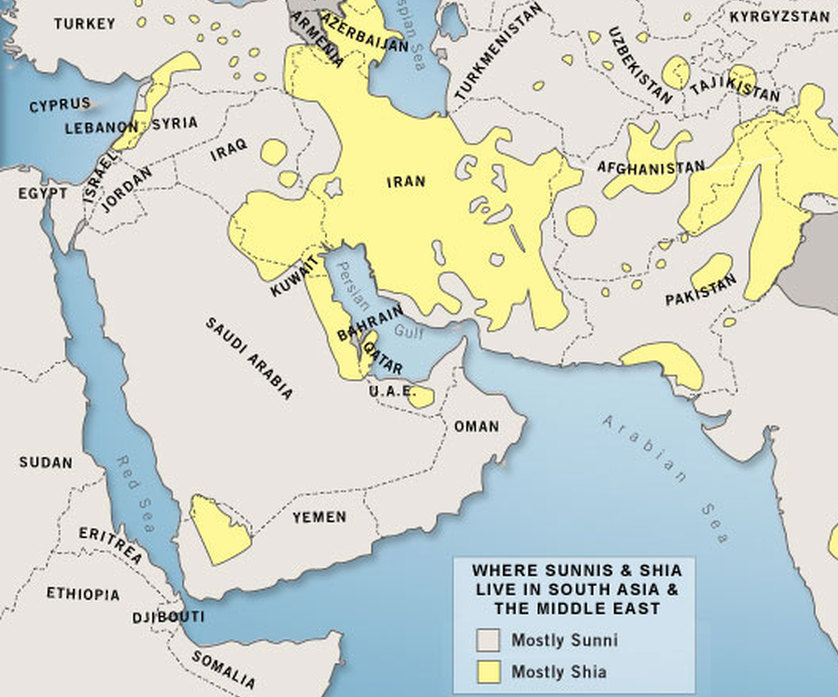 TURKEY
ARMENIA
AZERBAIJAN
spian Sea
TURKMENISTAN
UZBEKISTAN
KYRGYZSTAN
TAJIKISTAN
CYPRUS
LEBANON
SYRIA
IRAQ
IRAN
AFGHANISTAN
ISRAEL
JORDAN
EGYPT
KUWAIT
Persian
Gulf
PAKISTAN
BAHRAIN
QATAR
SAUDI ARABIA
U.A.E.
OMAN
Arabian Sea
SUDAN
Red Sea
YEMEN
ERITREA
ETHIOPIA
DJIBOUTI
SOMALIA
WHERE SUNNIS & SHIA
LIVE IN SOUTH ASIA &
THE MIDDLE EAST
Mostly Sunni
Mostly Shia